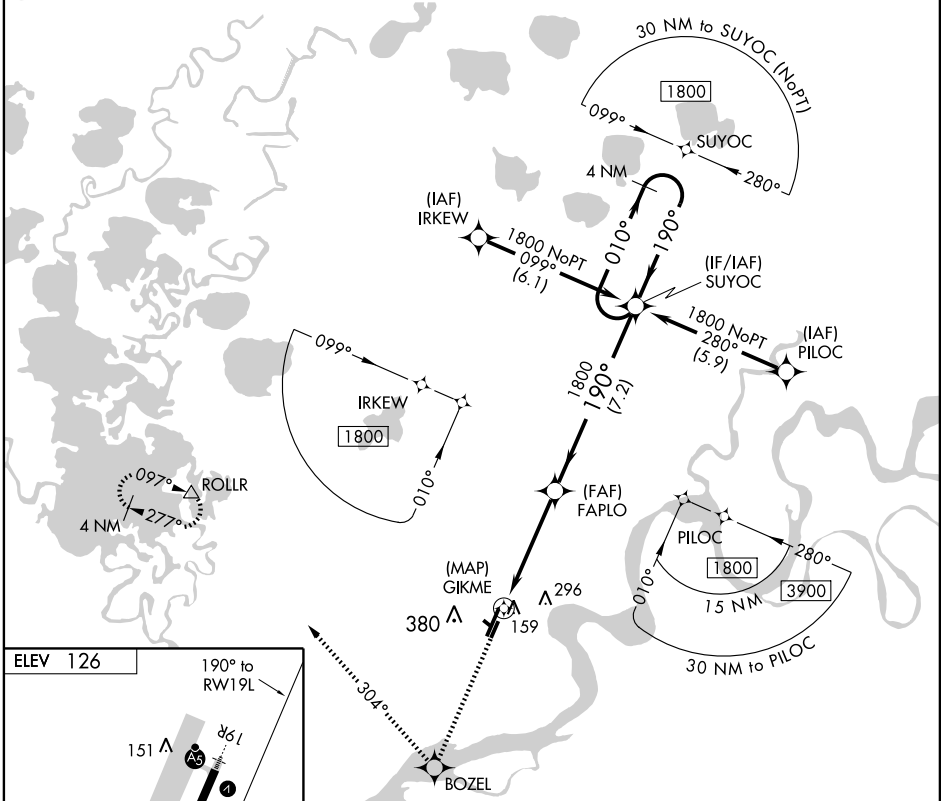 30 NM to SUYOC (NoPT)
1800
099°
SUYOC
280°
4 NM
(IAF)
IRKEW
1800 NoPT
099°
(6.1)
010°
190°
(IF/IAF)
SUYOC
1800 NoPT
280°
(5.9)
(IAF)
PILOC
099°
IRKEW
1800
010°
1800
190°
(7.2)
097°
ROLLR
277°
4 NM
(FAF)
FAPLO
PILOC
1800
280°
3900
010°
15 NM
30 NM to PILOC
(MAP)
GIKME
296
380
159
304°
BOZEL
ELEV 126
190° to
RW19L
19R
151
A5
1